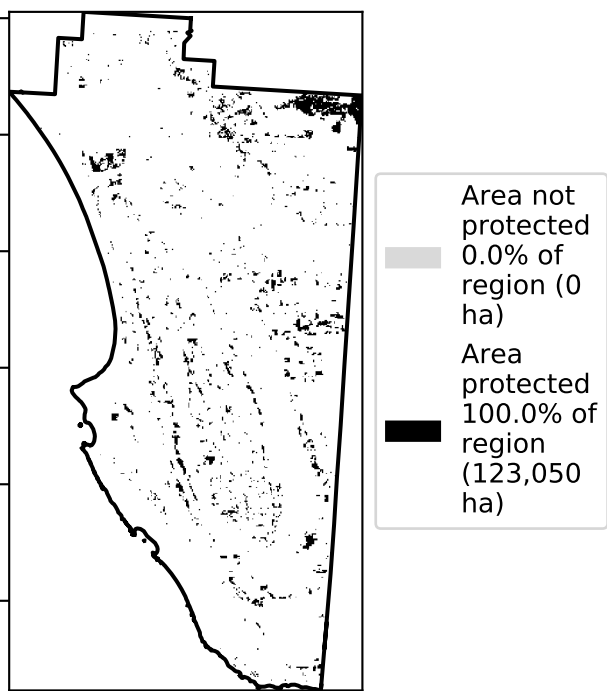 Area not
protected
0.0% of
region (0
ha)
Area
protected
100.0% of
region
(123,050
ha)